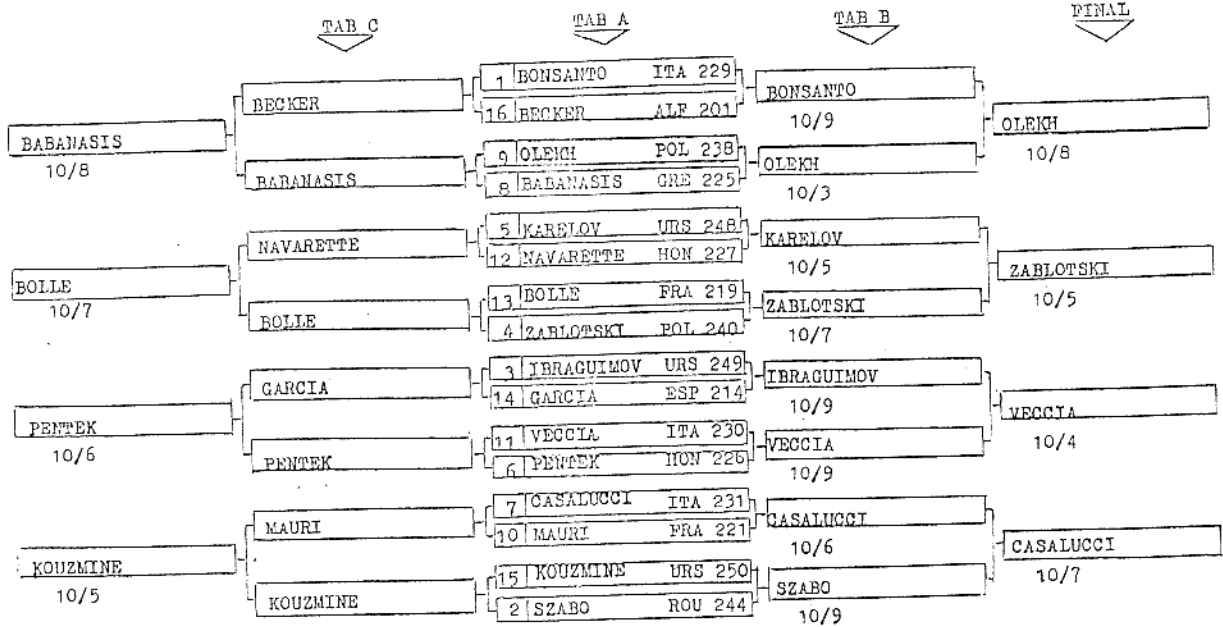 TAB C TAB A TAB B FINAL
1 BONSANTO ITA 229
BECKER BONSANTO
16 BECKER ALF 201
10/9
BABANASIS OLEKH
10/8 10/8
9 OLEKH POL 238
BABANASIS OLEKH
8 BABANASIS GRE 225
10/3
5 KARELOV URS 248
NAVARETTE KARELOV
12 NAVARETTE HON 227
10/5
BOLLE ZABLOTSKI
10/7 10/5
13 BOLLE FRA 219
BOLLE ZABLOTSKI
4 ZABLOTSKI POL 240
10/7
3 IBRAGUIMOV URS 249
GARCIA IBRAGUIMOV
14 GARCIA ESP 214
10/9
PENTEK VECCIA
10/6 10/4
11 VECCIA ITA 230
PENTEK VECCIA
6 PENTEK HON 226
10/9
7 CASALUCCI ITA 231
MAURI CASALUCCI
10 MAURI FRA 221
10/6
KOUZMINE CASALUCCI
10/5 10/7
15 KOUZMINE URS 250
KOUZMINE SZABO
2 SZABO ROU 244
10/9